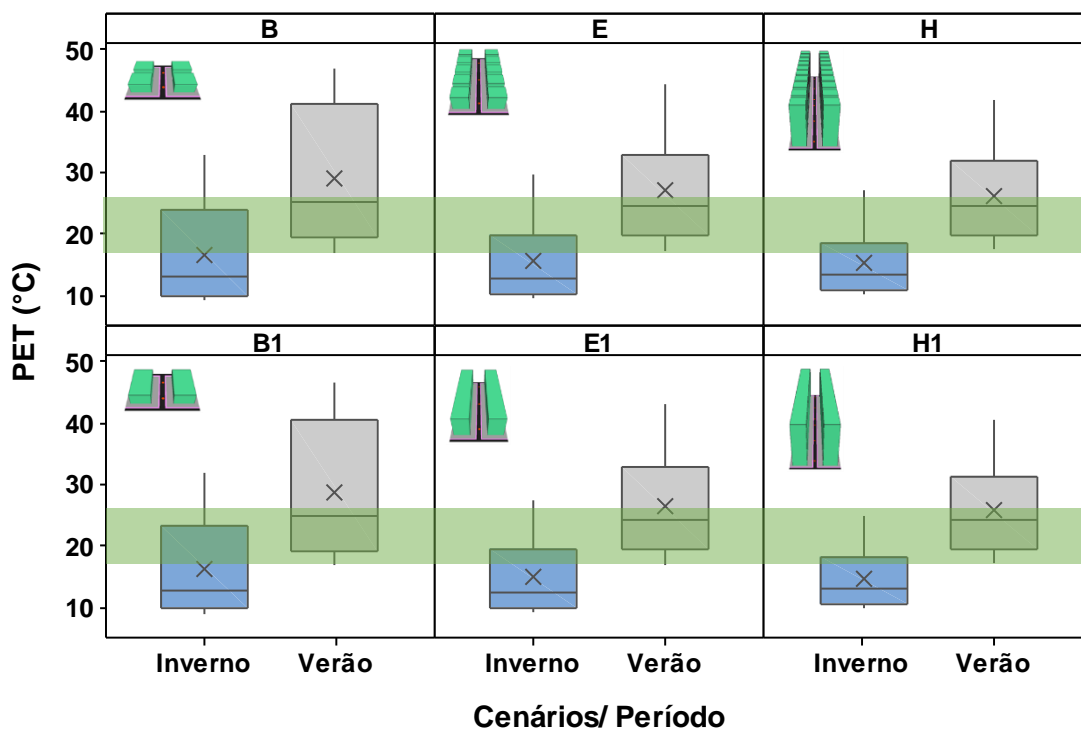 B E H
50
40
30
20
10
B1 E1 H1
50
40
30
20
10
PET (°C)
Inverno Verão Inverno Verão Inverno Verão
Cenários/ Período